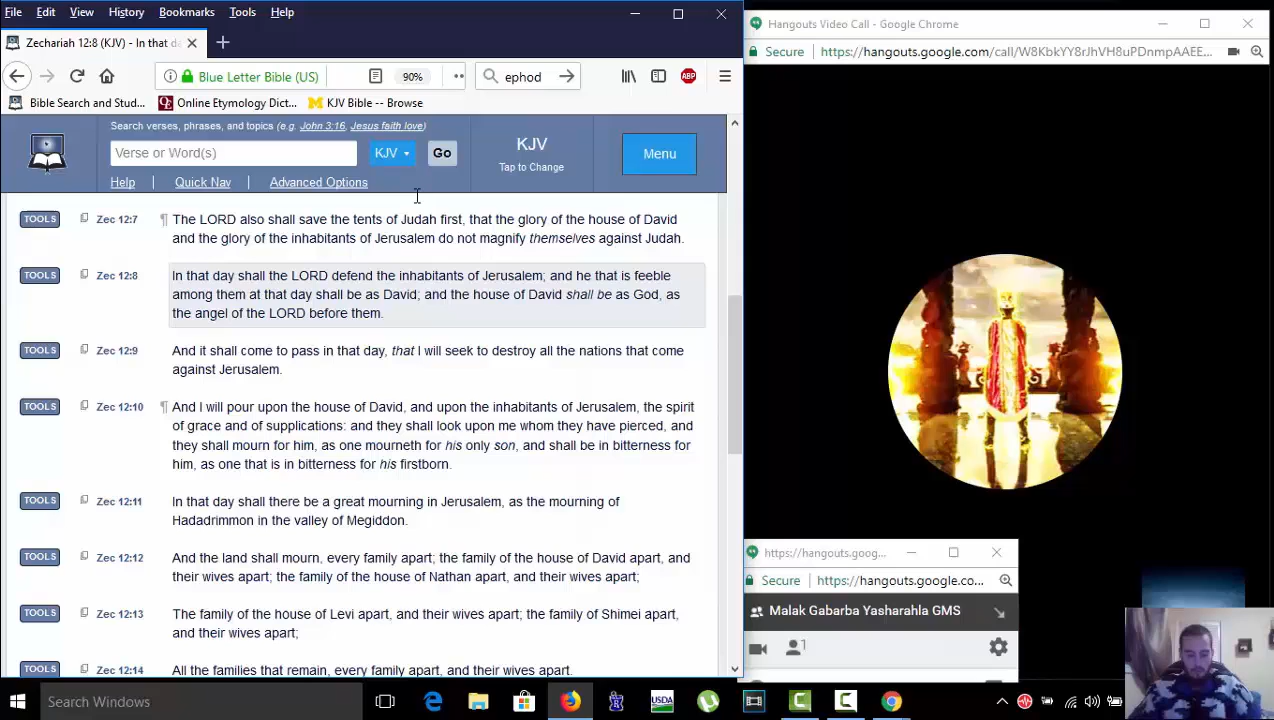 File Edit View History Bookmarks Tools Help
Zechariah 12:8 (KJV) - In that da
Blue Letter Bible (US) 90% ephod
Bible Search and Stud... Online Etymology Dict... KJV Bible -- Browse
Search verses, phrases, and topics (e.g. John 3:16, Jesus faith love)
Verse or Word(s) KJV Go
KJV
Tap to Change
Menu
Help | Quick Nav | Advanced Options
TOOLS Zec 12:7 ¶ The LORD also shall save the tents of Judah first, that the glory of the house of David
and the glory of the inhabitants of Jerusalem do not magnify themselves against Judah.
TOOLS Zec 12:8 In that day shall the LORD defend the inhabitants of Jerusalem; and he that is feeble
among them at that day shall be as David; and the house of David shall be as God, as
the angel of the LORD before them.
TOOLS Zec 12:9 And it shall come to pass in that day, that I will seek to destroy all the nations that come
against Jerusalem.
TOOLS Zec 12:10 ¶ And I will pour upon the house of David, and upon the inhabitants of Jerusalem, the spirit
of grace and of supplications: and they shall look upon me whom they have pierced, and
they shall mourn for him, as one mourneth for his only son, and shall be in bitterness for
him, as one that is in bitterness for his firstborn.
TOOLS Zec 12:11 In that day shall there be a great mourning in Jerusalem, as the mourning of
Hadadrimmon in the valley of Megiddon.
TOOLS Zec 12:12 And the land shall mourn, every family apart; the family of the house of David apart, and
their wives apart; the family of the house of Nathan apart, and their wives apart;
TOOLS Zec 12:13 The family of the house of Levi apart, and their wives apart; the family of Shimei apart,
and their wives apart;
TOOLS Zec 12:14 All the families that remain, every family apart, and their wives apart.
Hangouts Video Call - Google Chrome
Secure https://hangouts.google.com/call/W8KbkYY8rJhVH8uPDnmpAAEE...
https://hangouts.goog...
Secure https://hangouts.google.co...
Malak Gabarba Yasharahla GMS
1
Search Windows
USDA